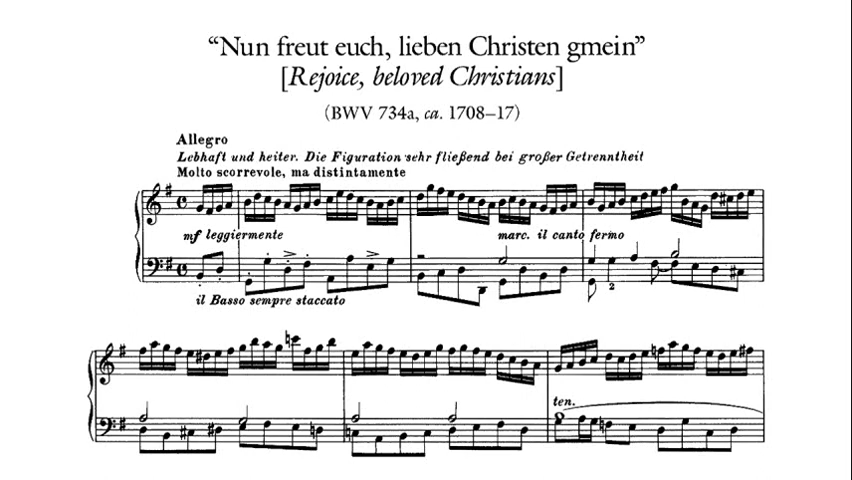 “Nun freut euch, lieben Christen gmein”
[Rejoice, beloved Christians]
(BWV 734a, ca. 1708–17)
Allegro
Lebhaft und heiter. Die Figuration sehr fließend bei großer Getrenntheit
Molto scorrevole, ma distintamente
mf leggiermente
marc. il canto fermo
2
il Basso sempre staccato
ten.